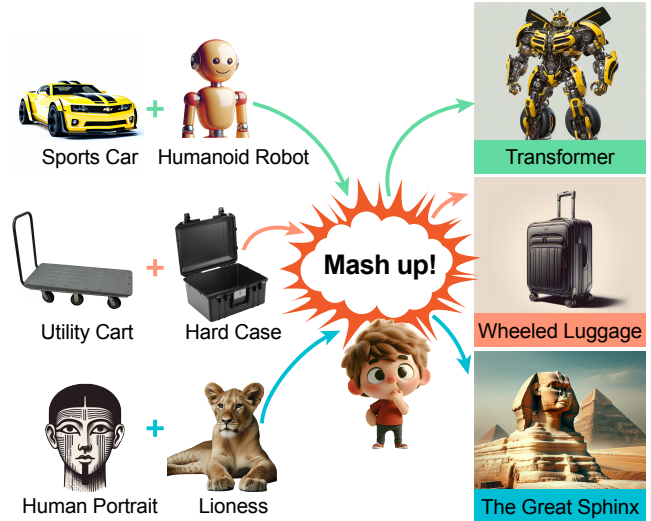 +
Sports Car
Humanoid Robot
Transformer
+
Mash up!
Utility Cart
Hard Case
Wheeled Luggage
+
Human Portrait
Lioness
The Great Sphinx